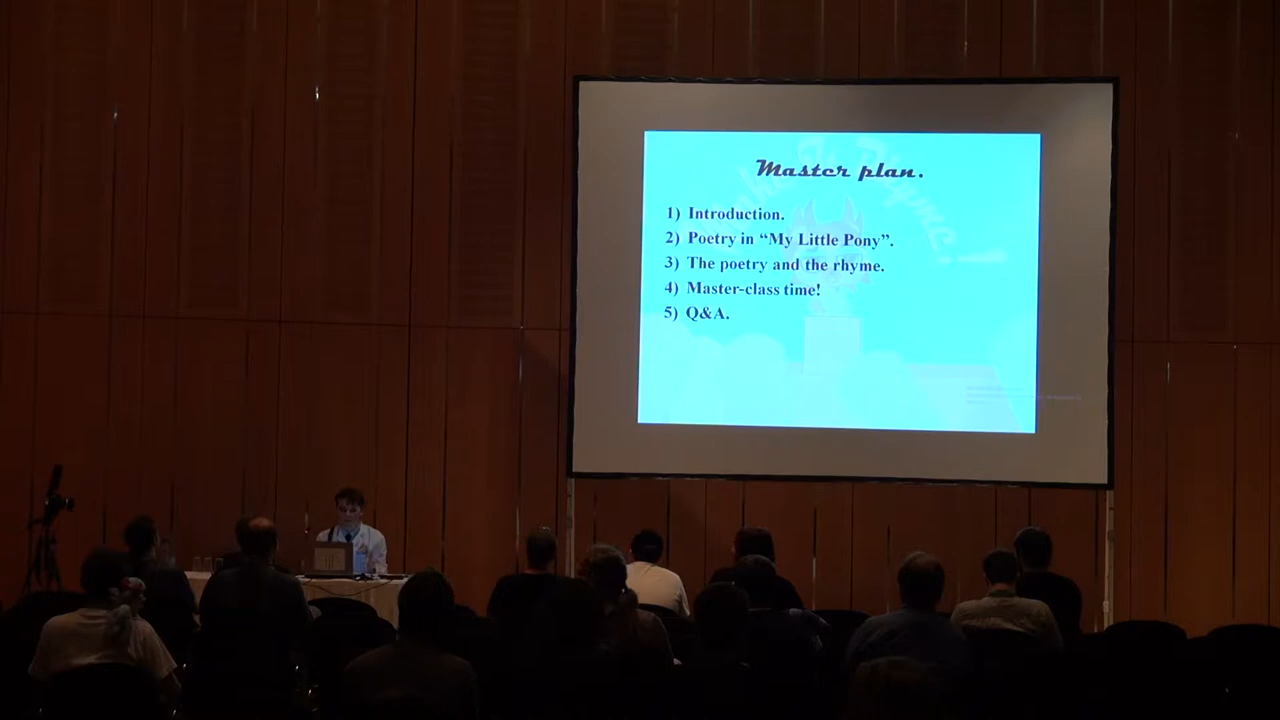 Master plan.
1) Introduction.
2) Poetry in “My Little Pony”.
3) The poetry and the rhyme.
4) Master-class time!
5) Q&A.